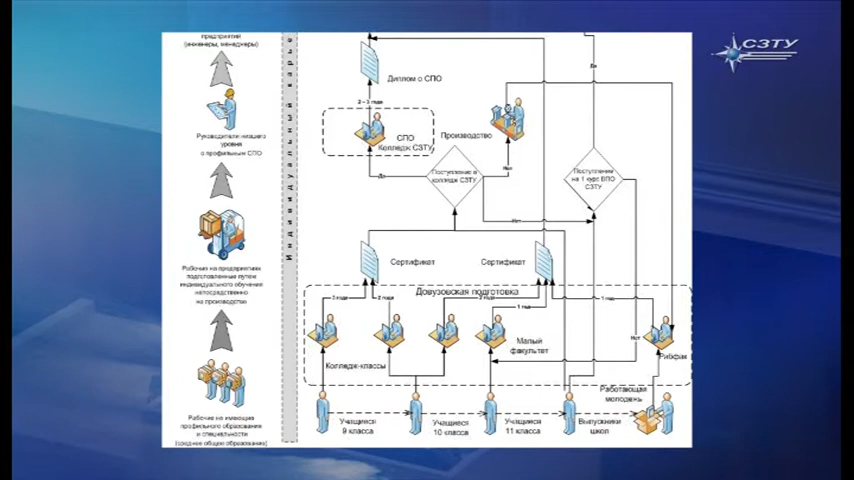 СЗТУ
предприятий
(инженеры, менеджеры)
Руководители низшего
уровня
с профильным СПО
Рабочие на предприятиях
подготовленные путем
индивидуального обучения
непосредственно
на производстве
Рабочие не имеющие
профильного образования
и специальности
(среднее общее образование)
Индивидуальный карье
Диплом о СПО
2 – 3 года
СПО
Колледж СЗТУ
Производство
Да
Поступление в
колледж СЗТУ
Да
Нет
Нет
Поступление
на 1 курс ВПО
СЗТУ
Сертификат
Сертификат
Довузовская подготовка
3 года
2 года
2 года
1 год
1 год
Колледж-классы
Малый
факультет
Нет
Рабфак
Работающая
молодежь
Учащиеся
9 класса
Учащиеся
10 класса
Учащиеся
11 класса
Выпускники
школ